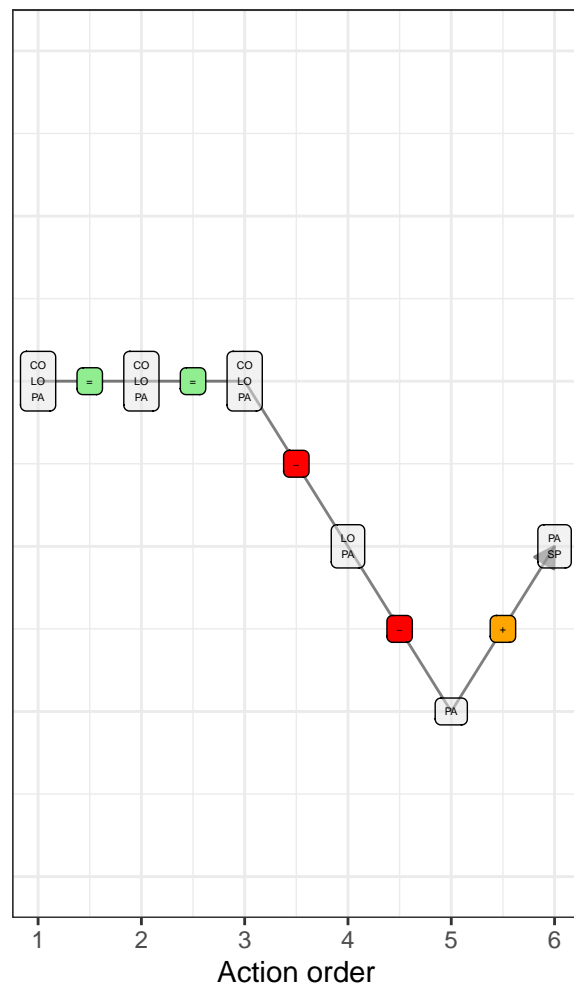 CO
LO
PA
=
CO
LO
PA
=
CO
LO
PA
-
LO
PA
-
PA
+
PA
SP
1 2 3 4 5 6
Action order